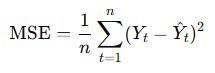 MSE = \frac{1}{n} \sum_{t=1}^{n} (Y_t - \hat{Y}_t)^2